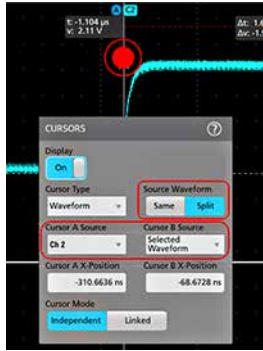 A C2
t: -1.104 µs
v: 2.11 V
Δt: 1.
Δv: -1.
CURSORS
Display
On
Cursor Type
Source Waveform
Waveform
Same
Split
Cursor A Source
Cursor B Source
Ch 2
Selected
Waveform
Cursor A X-Position
Cursor B X-Position
-310.6636 ns
-68.6728 ns
Cursor Mode
Independent
Linked